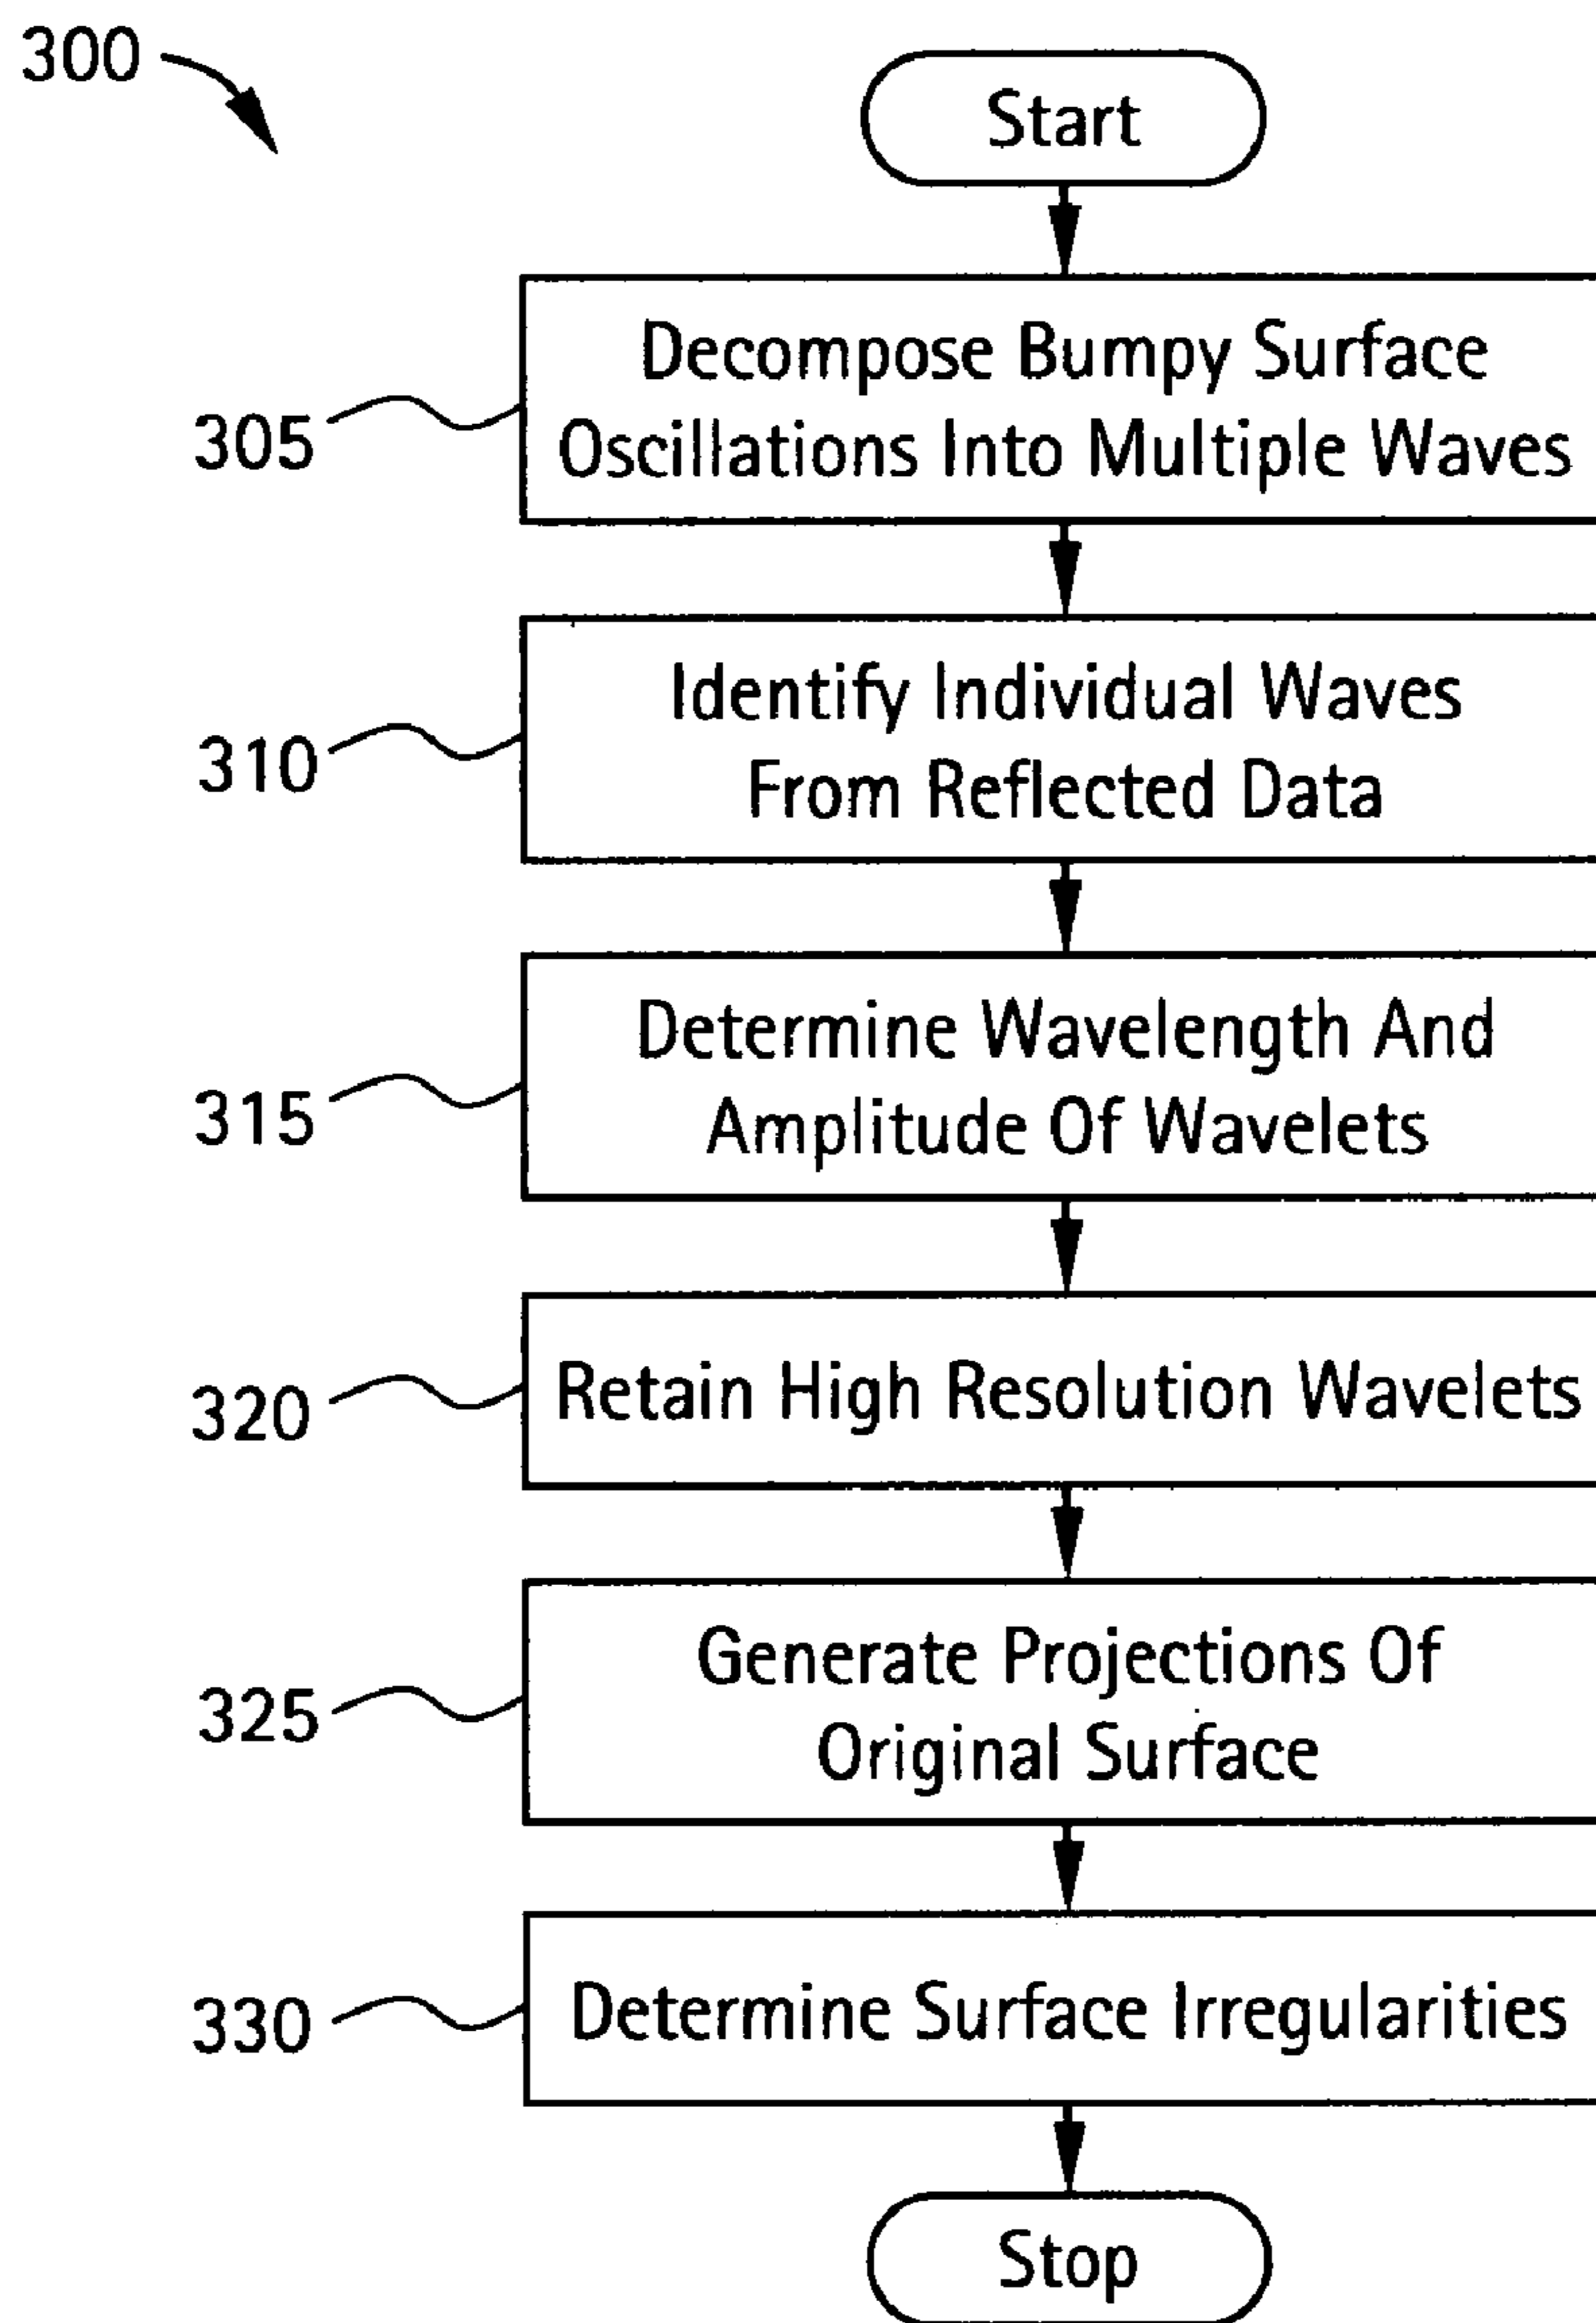 300
Start
Decompose Bumpy Surface
Oscillations Into Multiple Waves
305
Identify Individual Waves
From Reflected Data
310
Determine Wavelength And
Amplitude Of Wavelets
315
Retain High Resolution Wavelets
320
Generate Projections Of
Original Surface
325
Determine Surface Irregularities
330
Stop